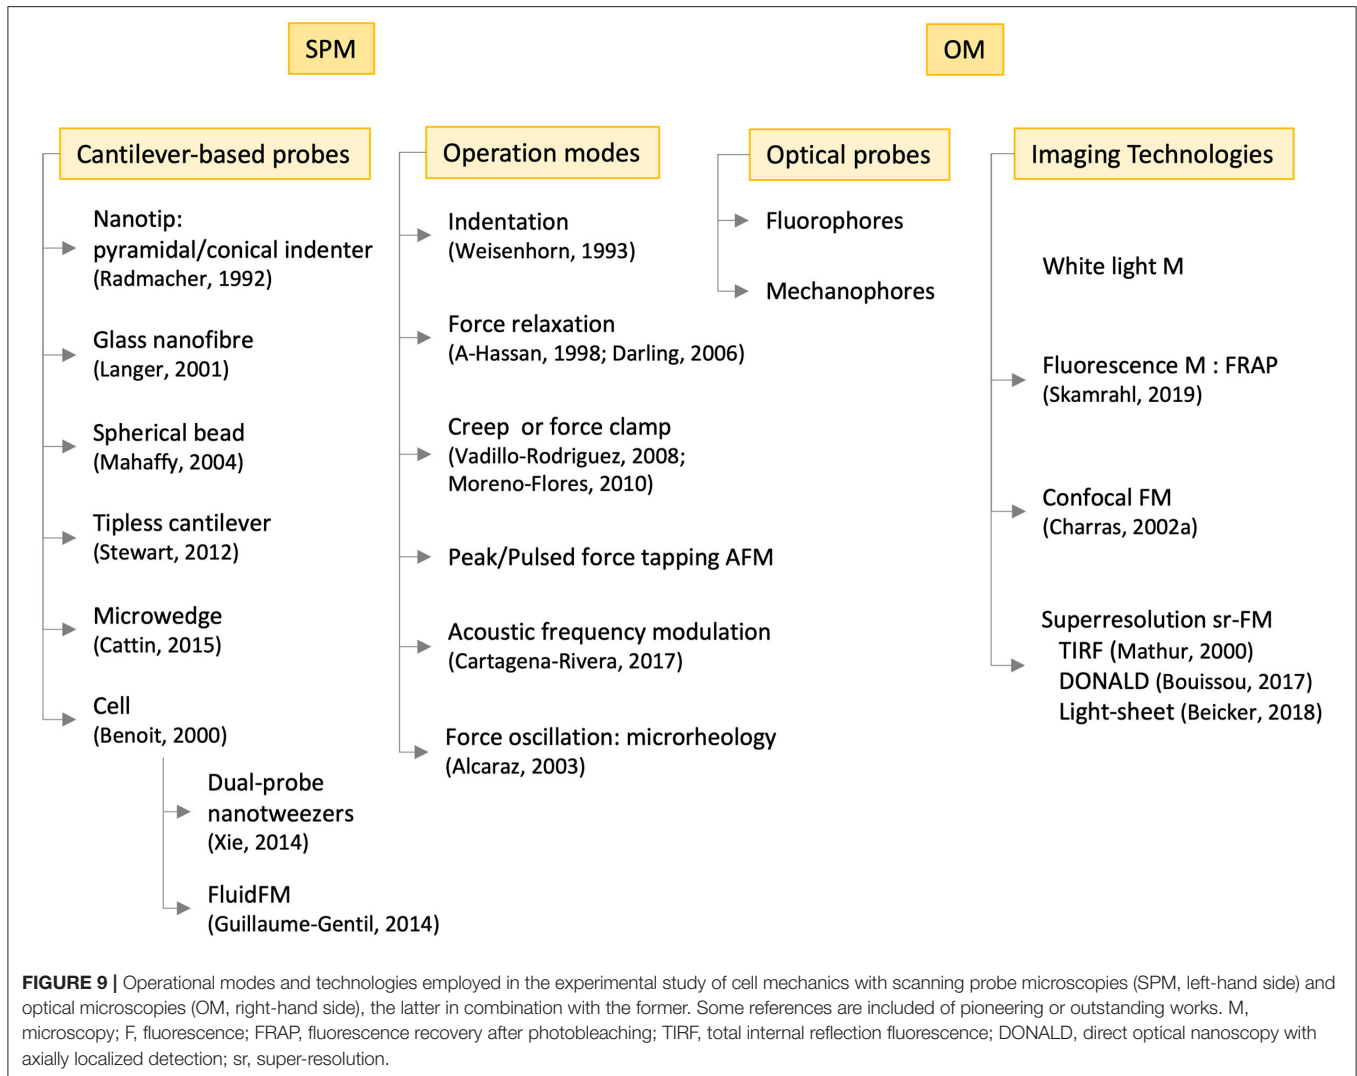 SPM
OM
Cantilever-based probes
Nanotip:
pyramidal/conical indenter
(Radmacher, 1992)
Glass nanofibre
(Langer, 2001)
Spherical bead
(Mahaffy, 2004)
Tipless cantilever
(Stewart, 2012)
Microwedge
(Cattin, 2015)
Cell
(Benoit, 2000)
Dual-probe
nanotweezers
(Xie, 2014)
FluidFM
(Guillaume-Gentil, 2014)
Operation modes
Indentation
(Weisenhorn, 1993)
Force relaxation
(A-Hassan, 1998; Darling, 2006)
Creep or force clamp
(Vadillo-Rodriguez, 2008;
Moreno-Flores, 2010)
Peak/Pulsed force tapping AFM
Acoustic frequency modulation
(Cartagena-Rivera, 2017)
Force oscillation: microrheology
(Alcaraz, 2003)
Optical probes
Fluorophores
Mechanophores
Imaging Technologies
White light M
Fluorescence M : FRAP
(Skamrahl, 2019)
Confocal FM
(Charras, 2002a)
Superresolution sr-FM
TIRF (Mathur, 2000)
DONALD (Bouissou, 2017
Light-sheet (Beicker, 2018)
FIGURE 9 | Operational modes and technologies employed in the experimental study of cell mechanics with scanning probe microscopies (SPM, left-hand side) and
optical microscopies (OM, right-hand side), the latter in combination with the former. Some references are included of pioneering or outstanding works. M,
microscopy; F, fluorescence; FRAP, fluorescence recovery after photobleaching; TIRF, total internal reflection fluorescence; DONALD, direct optical nanoscopy with
axially localized detection; sr, super-resolution.